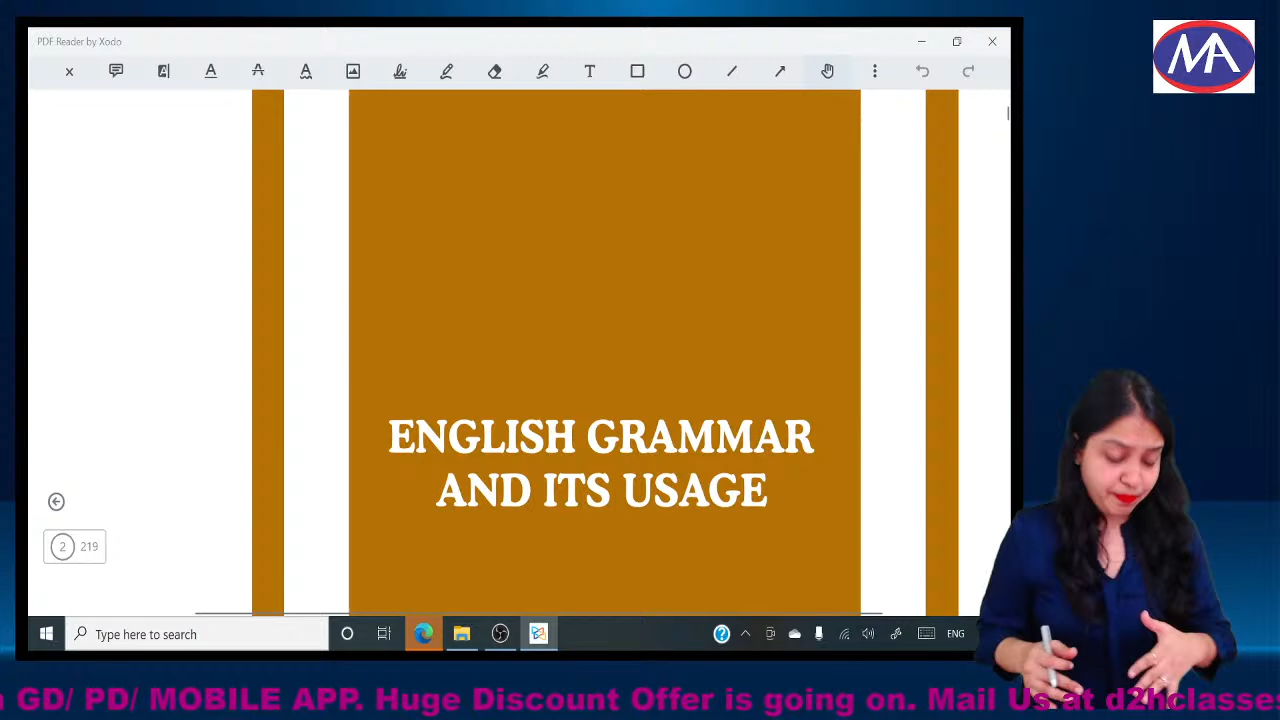 PDF Reader by Xodo
MA
T
ENGLISH GRAMMAR
AND ITS USAGE
2 219
Type here to search
ENG
GD/ PD/ MOBILE APP. Huge Discount Offer is going on. Mail Us at d2hclasses